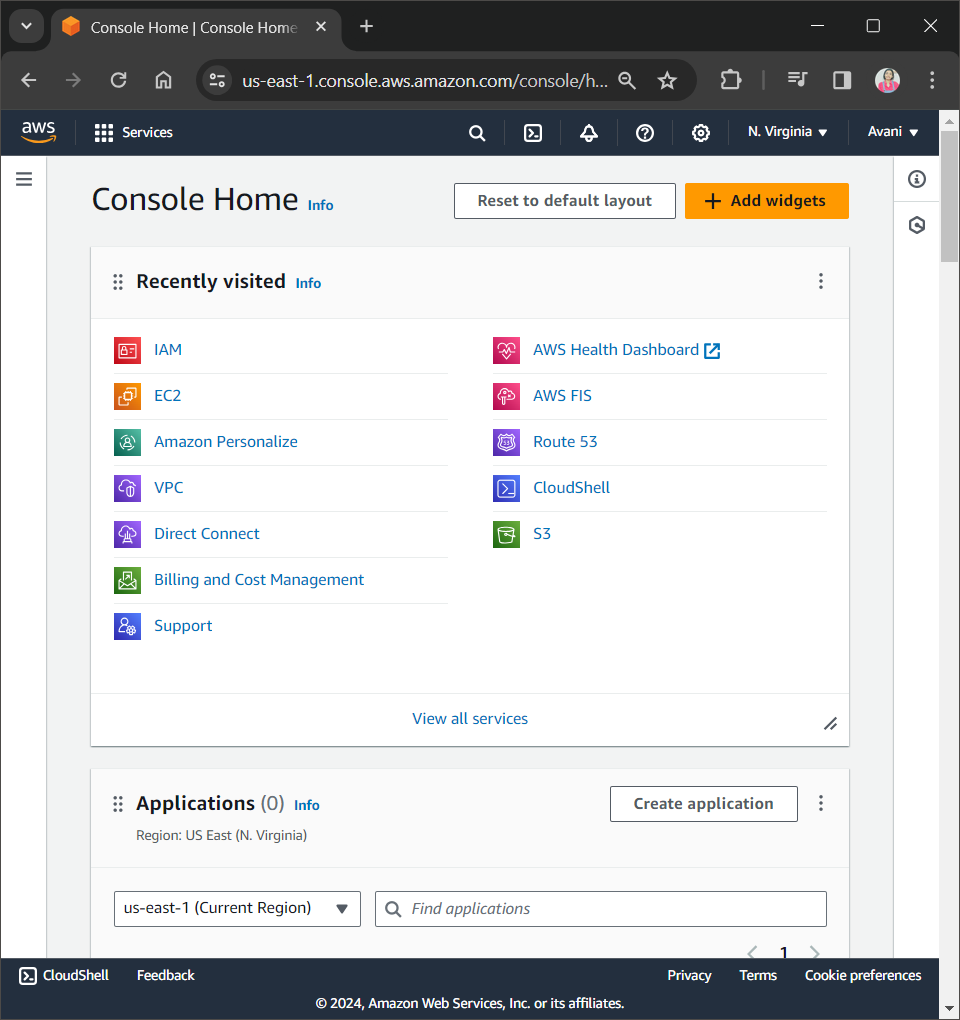 Console Home | Console Home
us-east-1.console.aws.amazon.com/console/h...
aws
Services
N. Virginia
Avani
Console Home Info
Reset to default layout
Add widgets
Recently visited Info
IAM
EC2
Amazon Personalize
VPC
Direct Connect
Billing and Cost Management
Support
AWS Health Dashboard
AWS FIS
Route 53
CloudShell
S3
View all services
Applications (0) Info
Region: US East (N. Virginia)
Create application
us-east-1 (Current Region)
Find applications
1
CloudShell
Feedback
Privacy
Terms
Cookie preferences
© 2024, Amazon Web Services, Inc. or its affiliates.